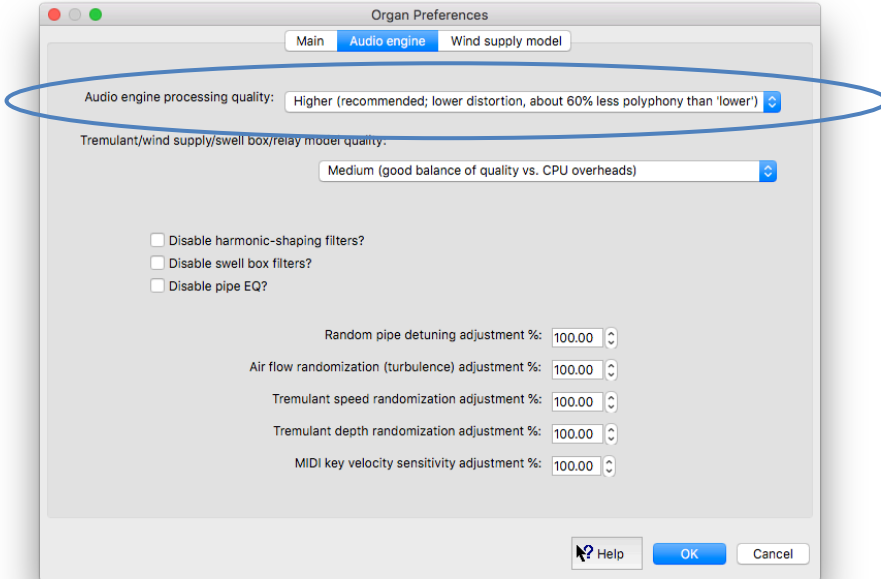 Organ Preferences
Main Audio engine Wind supply model
Audio engine processing quality: Higher (recommended; lower distortion, about 60% less polyphony than 'lower')
Tremulant/wind supply/swell box/relay model quality:
Medium (good balance of quality vs. CPU overheads)
Disable harmonic-shaping filters?
Disable swell box filters?
Disable pipe EQ?
Random pipe detuning adjustment %: 100.00
Air flow randomization (turbulence) adjustment %: 100.00
Tremulant speed randomization adjustment %: 100.00
Tremulant depth randomization adjustment %: 100.00
MIDI key velocity sensitivity adjustment %: 100.00
? Help OK Cancel